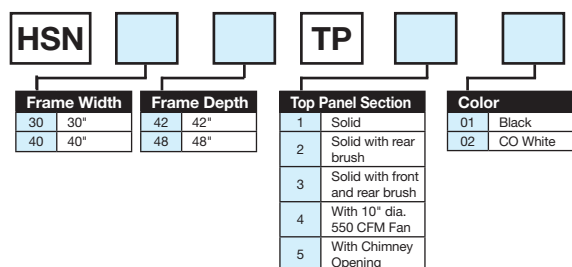 HSN TP
Frame Width
30 30"
40 40"
Frame Depth
42 42"
48 48"
Top Panel Section
1 Solid
2 Solid with rear
brush
3 Solid with front
and rear brush
4 With 10" dia.
550 CFM Fan
5 With Chimney
Opening
Color
01 Black
02 CO White